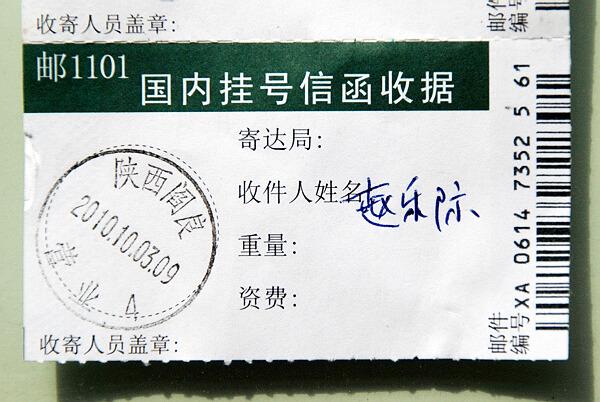 收寄人员盖章:
邮件
编号
邮1101
国内挂号信函收据
寄达局:
收件人姓名
赵乐际
重量:
资费:
陕西阎良
2010.10.03.09
营
4
收寄人员盖章:
邮件
编号XA 0614 7352 5 61